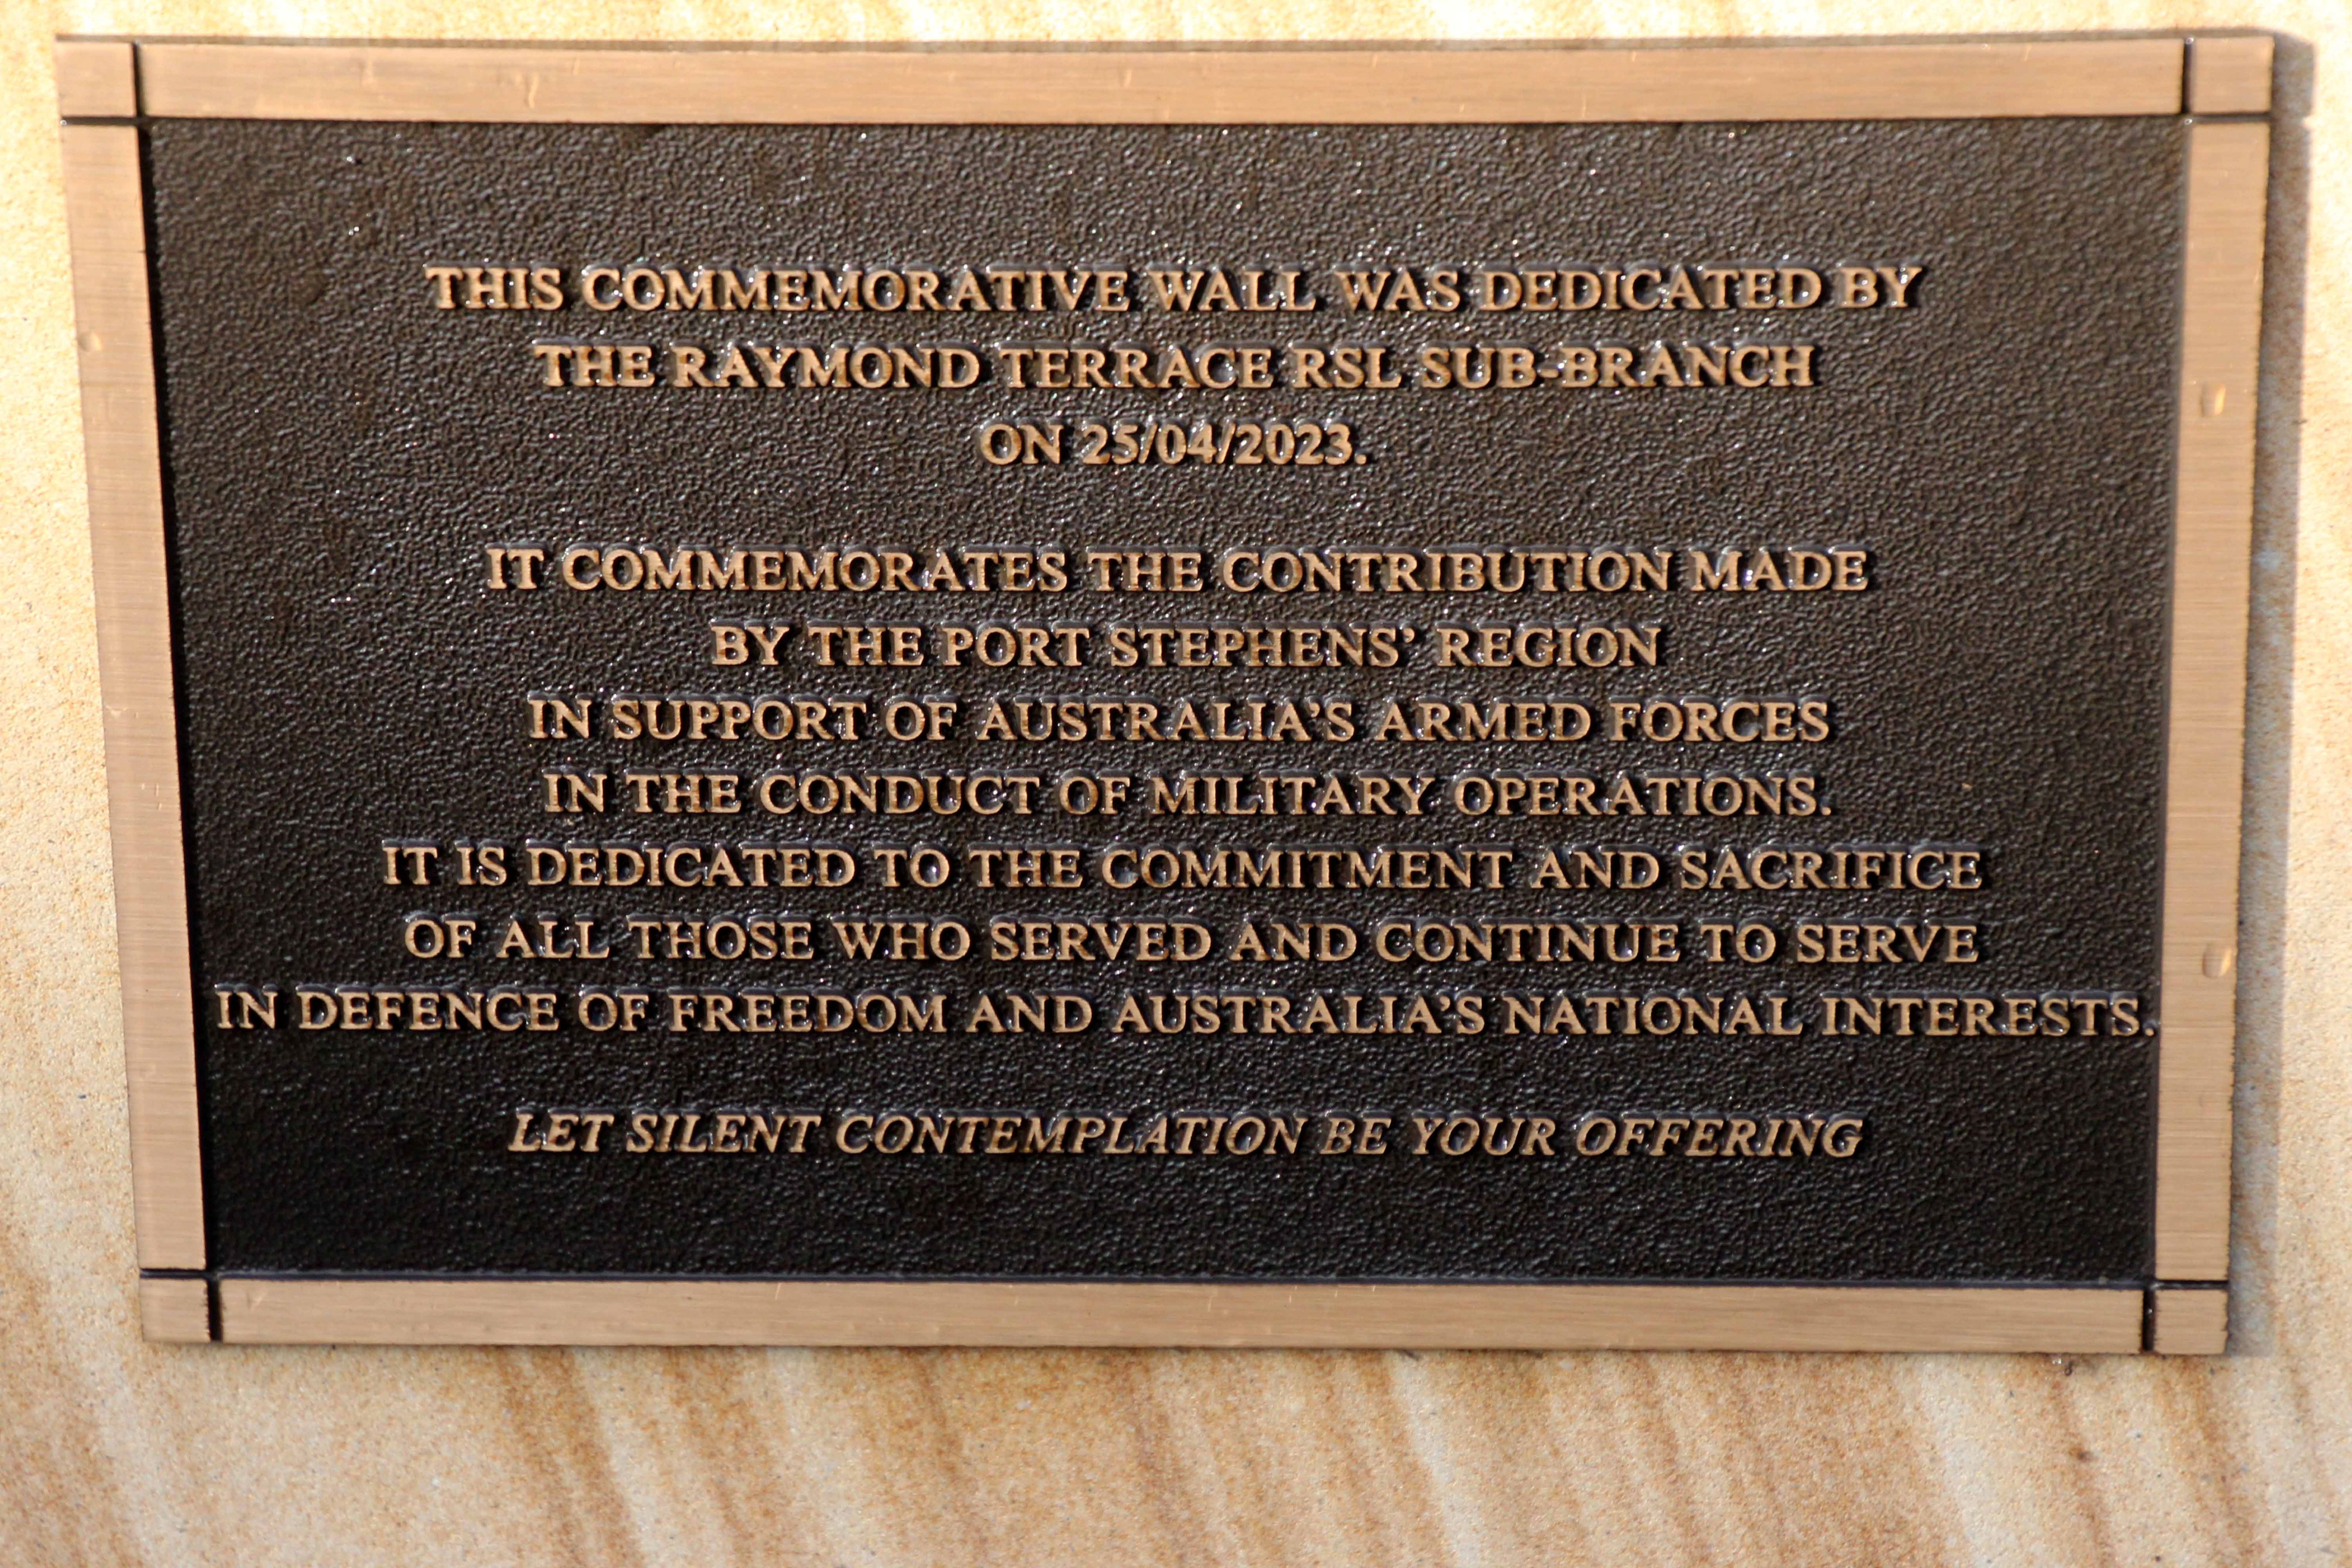 THIS COMMEMORATIVE WALL WAS DEDICATED BY
THE RAYMOND TERRACE RSL SUB-BRANCH
ON 25/04/2023.
IT COMMEMORATES THE CONTRIBUTION MADE
BY THE PORT STEPHENS’ REGION
IN SUPPORT OF AUSTRALIA’S ARMED FORCES
IN THE CONDUCT OF MILITARY OPERATIONS.
IT IS DEDICATED TO THE COMMITMENT AND SACRIFICE
OF ALL THOSE WHO SERVED AND CONTINUE TO SERVE
IN DEFENCE OF FREEDOM AND AUSTRALIA’S NATIONAL INTERESTS.
LET SILENT CONTEMPLATION BE YOUR OFFERING